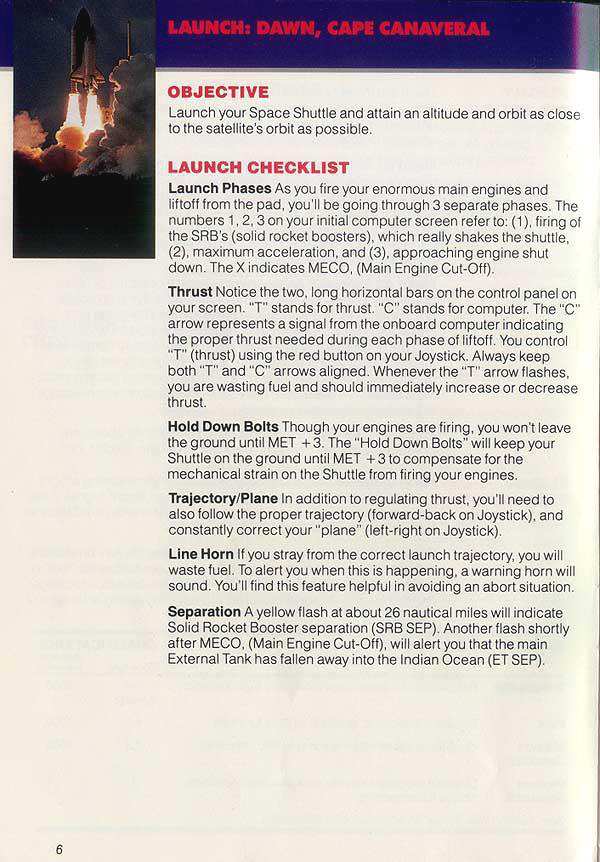 LAUNCH: DAWN, CAPE CANAVERAL
OBJECTIVE
Launch your Space Shuttle and attain an altitude and orbit as close
to the satellite's orbit as possible.
LAUNCH CHECKLIST
Launch Phases As you fire your enormous main engines and
liftoff from the pad, you'll be going through 3 separate phases. The
numbers 1, 2, 3 on your initial computer screen refer to: (1), firing of
the SRB's (solid rocket boosters), which really shakes the shuttle,
(2), maximum acceleration, and (3), approaching engine shut
down. The X indicates MECO, (Main Engine Cut-Off).
Thrust Notice the two, long horizontal bars on the control panel on
your screen. "T" stands for thrust. "C" stands for computer. The "C"
arrow represents a signal from the onboard computer indicating
the proper thrust needed during each phase of liftoff. You control
"T" (thrust) using the red button on your Joystick. Always keep
both "T" and "C" arrows aligned. Whenever the "T" arrow flashes,
you are wasting fuel and should immediately increase or decrease
thrust.
Hold Down Bolts Though your engines are firing, you won't leave
the ground until MET +3. The "Hold Down Bolts" will keep your
Shuttle on the ground until MET +3 to compensate for the
mechanical strain on the Shuttle from firing your engines.
Trajectory/Plane In addition to regulating thrust, you'll need to
also follow the proper trajectory (forward-back on Joystick), and
constantly correct your "plane" (left-right on Joystick).
Line Horn If you stray from the correct launch trajectory, you will
waste fuel. To alert you when this is happening, a warning horn will
sound. You'll find this feature helpful in avoiding an abort situation.
Separation A yellow flash at about 26 nautical miles will indicate
Solid Rocket Booster separation (SRB SEP). Another flash shortly
after MECO, (Main Engine Cut-Off), will alert you that the main
External Tank has fallen away into the Indian Ocean (ET SEP).
6